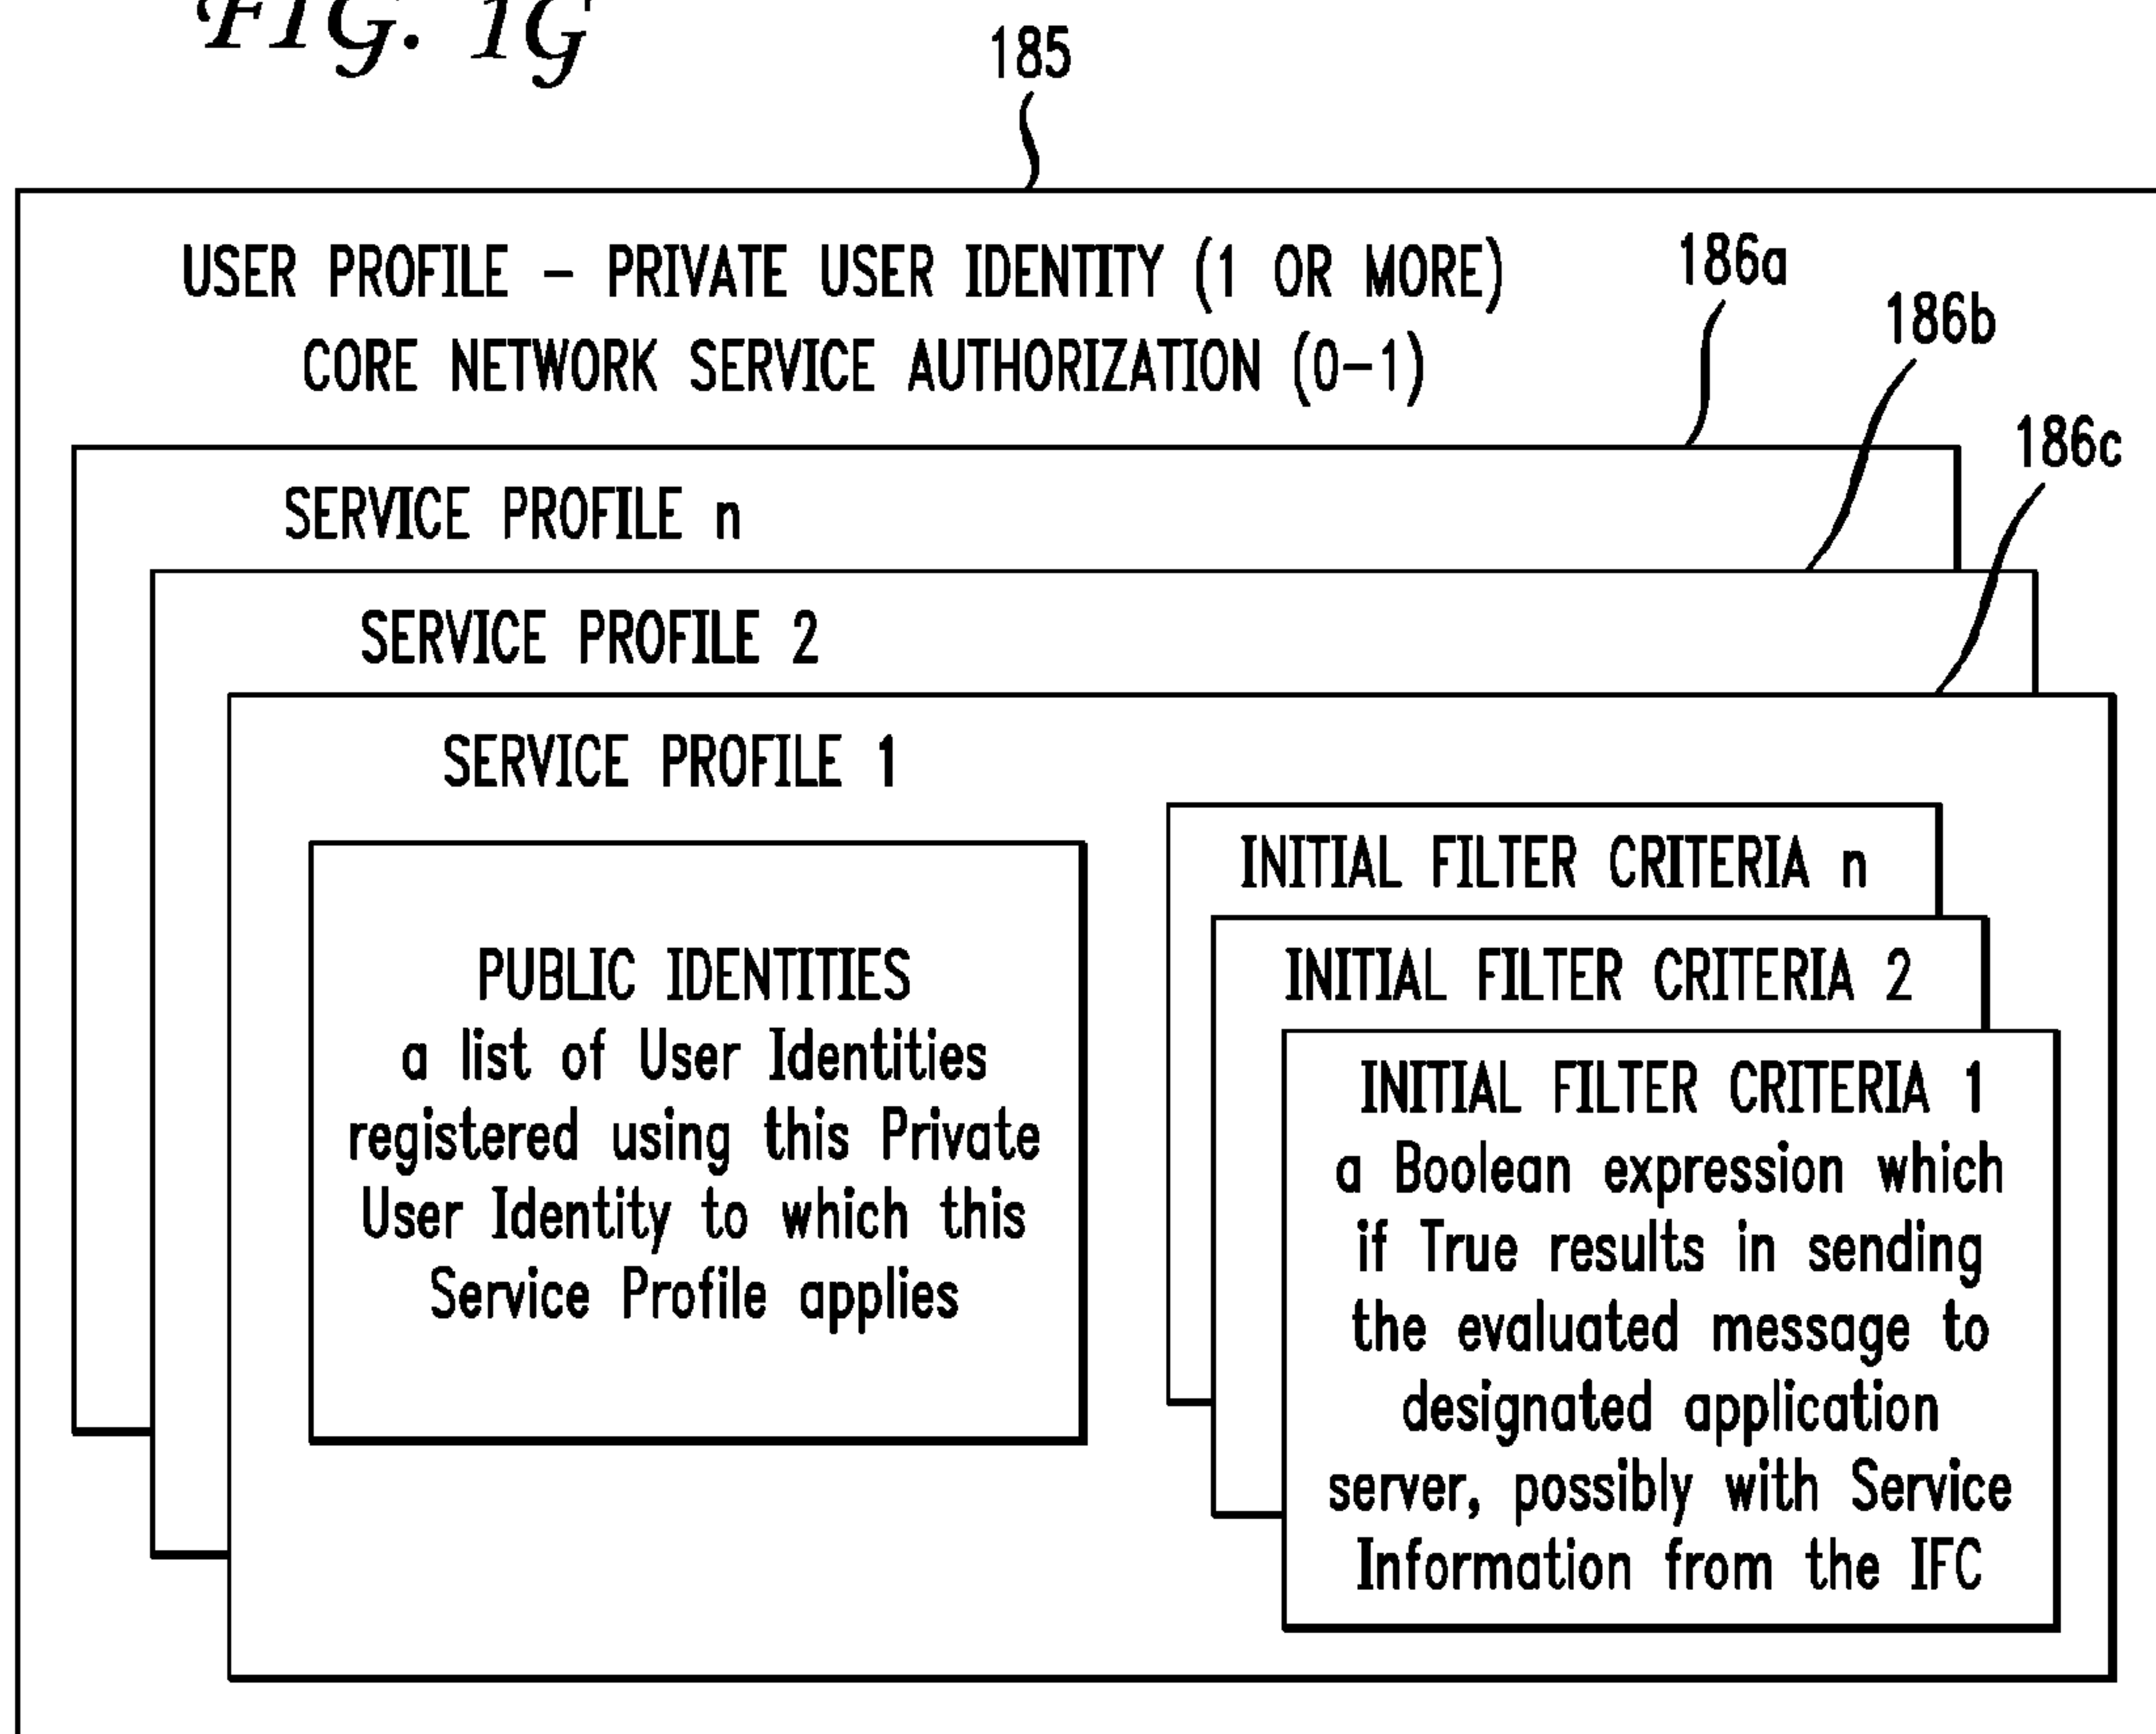 FIG. 1G
185
USER PROFILE - PRIVATE USER IDENTITY (1 OR MORE)
CORE NETWORK SERVICE AUTHORIZATION (0-1)
186a
186b
186c
SERVICE PROFILE n
SERVICE PROFILE 2
SERVICE PROFILE 1
PUBLIC IDENTITIES
a list of User Identities
registered using this Private
User Identity to which this
Service Profile applies
INITIAL FILTER CRITERIA n
INITIAL FILTER CRITERIA 2
INITIAL FILTER CRITERIA 1
a Boolean expression which
if True results in sending
the evaluated message to
designated application
server, possibly with Service
Information from the IFC